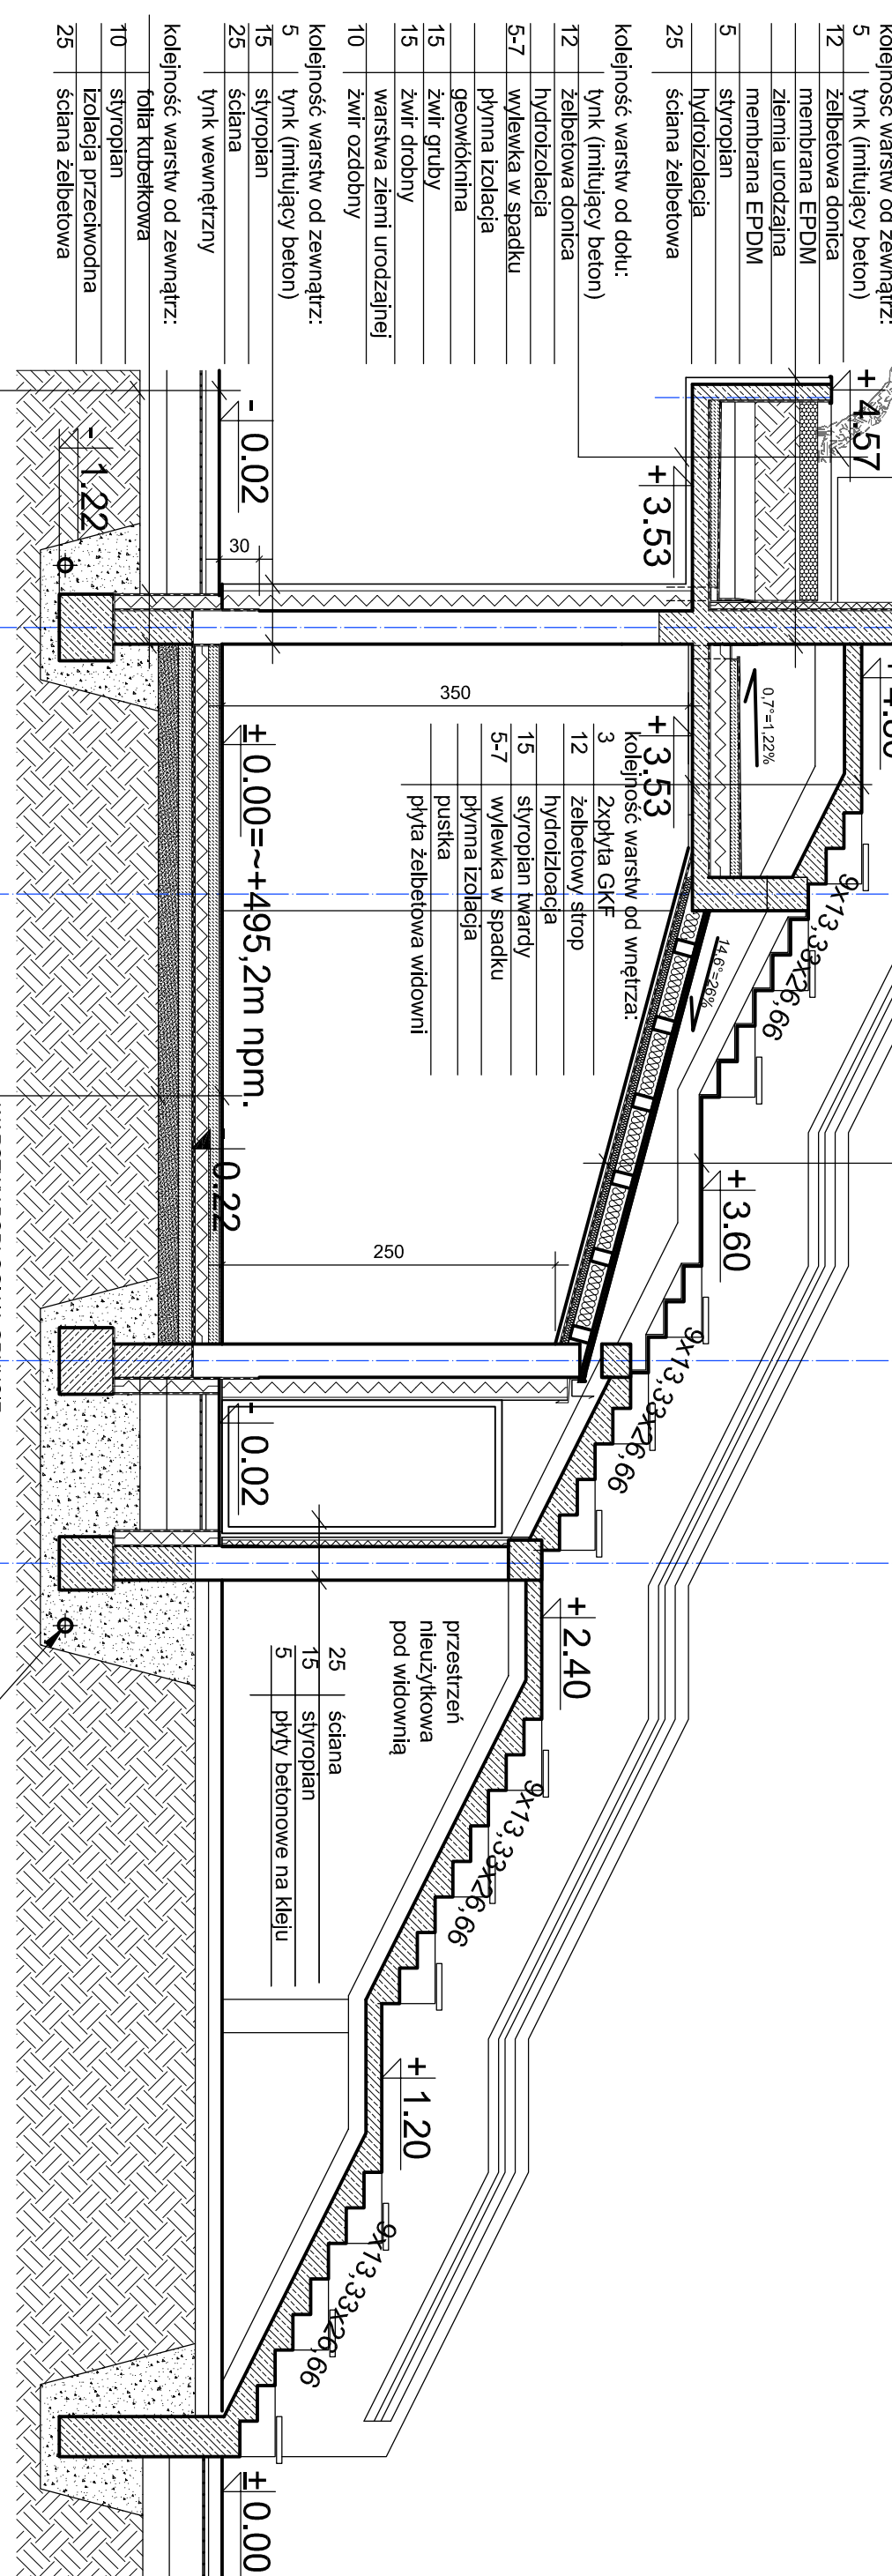 kolejność warstw od zewnątrz:
5 tynk (imitujący beton)
12 żelbetowa donica
membrana EPDM
ziemia urodzajna
membrana EPDM
5 styropian
hydroizolacja
25 ściana żelbetowa
kolejność warstw od dołu:
tynk (imitujący beton)
12 żelbetowa donica
hydroizolacja
5-7 wylewka w spadku
płynna izolacja
geowłóknina
15 żwir gruby
15 żwir drobny
warstwa ziemi urodzajnej
10 żwir ozdobny
kolejność warstw od zewnątrz:
5 tynk (imitujący beton)
15 styropian
25 ściana
tynk wewnętrzny
kolejność warstw od zewnątrz:
folia kubełkowa
10 styropian
izolacja przeciwodna
25 ściana żelbetowa
+ 4.57
+ 3.53
- 0.02
- 1.22
30
350
0,7°=1,22%
+ 3.53
kolejność warstw od wnętrza:
3 2xpłyta GKF
12 żelbetowy strop
hydroizloacja
15 styropian twardy
5-7 wylewka w spadku
płynna izolacja
pustka
płyta żelbetowa widowni
± 0.00=~+495,2m npm.
9x13,33x26,66
14,6°=26%
+ 3.60
- 0.22
250
9x13,33x26,66
- 0.02
+ 2.40
przestrzeń
nieużytkowa
pod widownią
25 ściana
15 styropian
5 płyty betonowe na kleju
9x13,33x26,66
+ 1.20
9x13,33x26,66
± 0.00